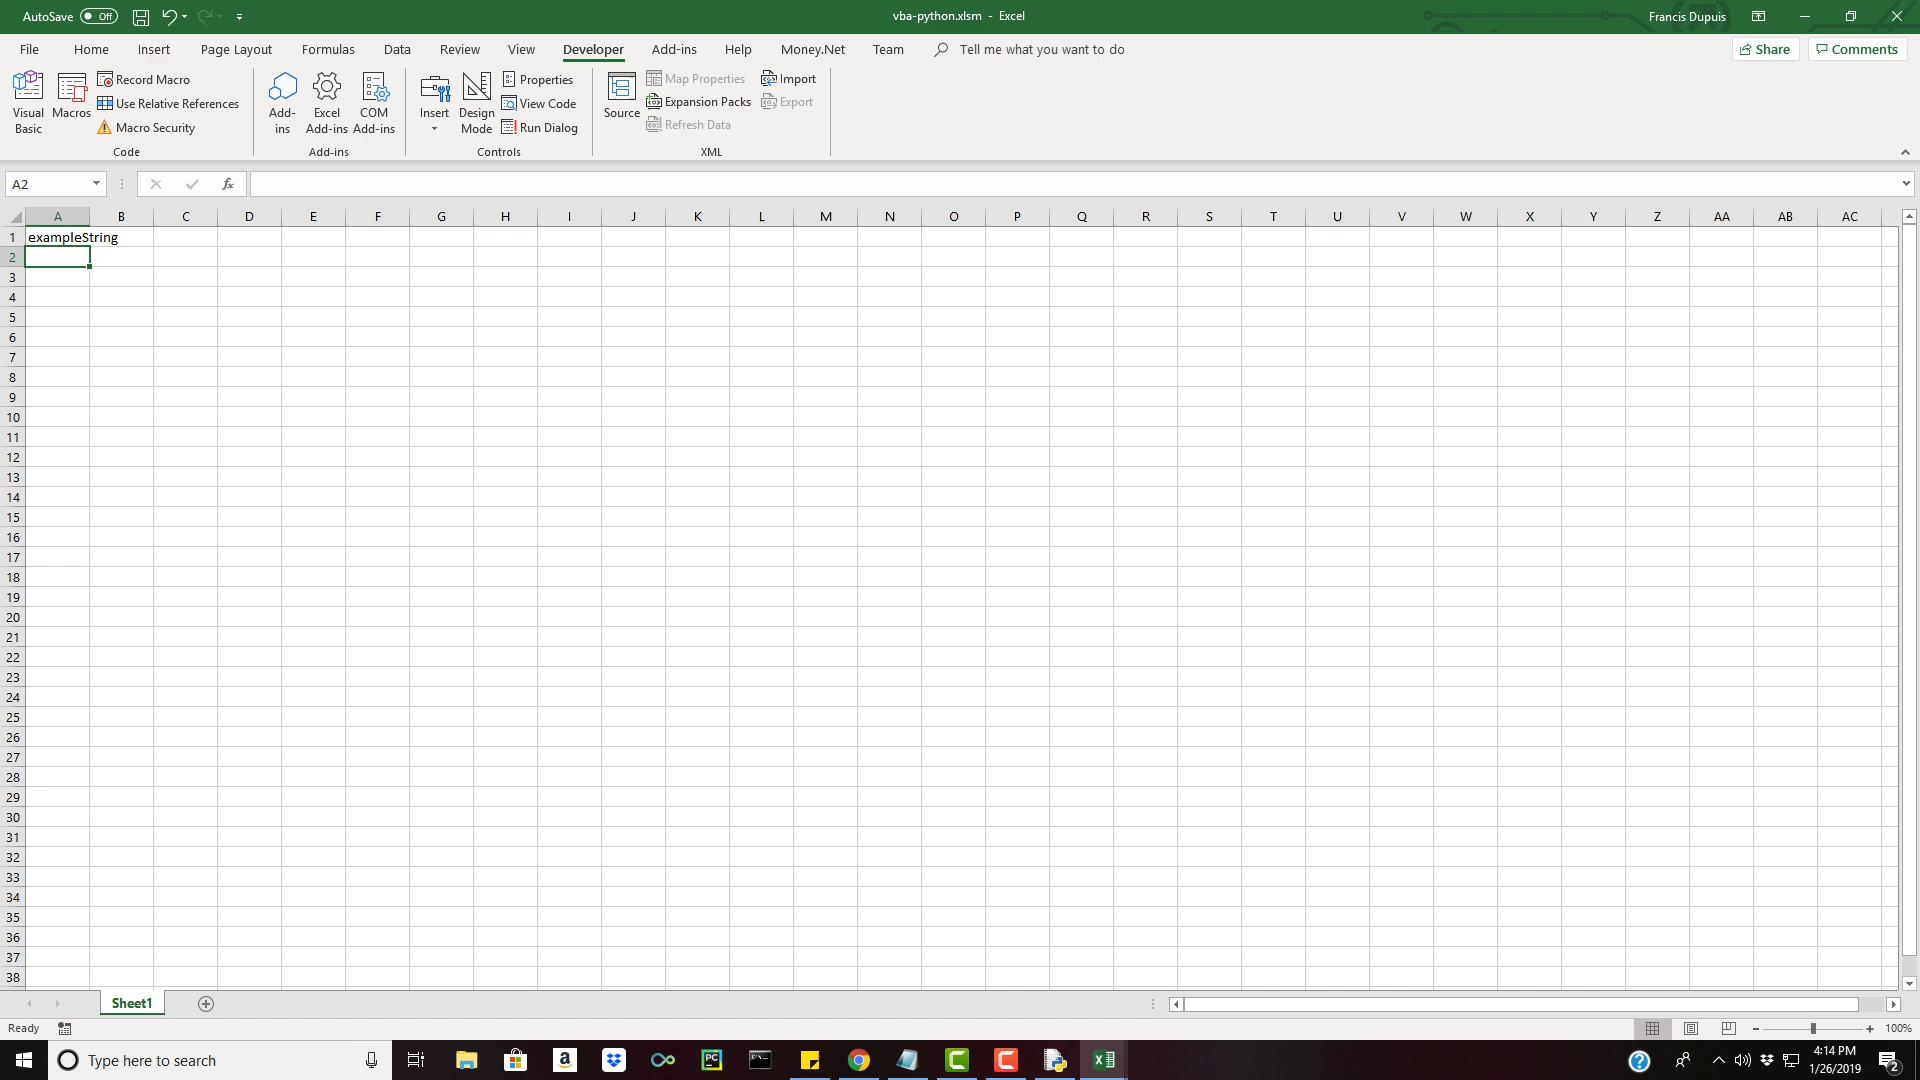 AutoSave Off
vba-python.xlsm - Excel
Francis Dupuis
File Home Insert Page Layout Formulas Data Review View Developer Add-ins Help Money.Net Team Tell me what you want to do Share Comments
Visual Basic
Macros
Record Macro
Use Relative References
Macro Security
Code
Add-ins
Excel Add-ins
COM Add-ins
Add-ins
Insert
Design Mode
Properties
View Code
Run Dialog
Controls
Source
Map Properties
Expansion Packs
Refresh Data
Import
Export
XML
A2
fx
A B C D E F G H I J K L M N O P Q R S T U V W X Y Z AA AB AC
1 exampleString
2
3
4
5
6
7
8
9
10
11
12
13
14
15
16
17
18
19
20
21
22
23
24
25
26
27
28
29
30
31
32
33
34
35
36
37
38
Sheet1
Ready
100%
Type here to search
4:14 PM
1/26/2019
2